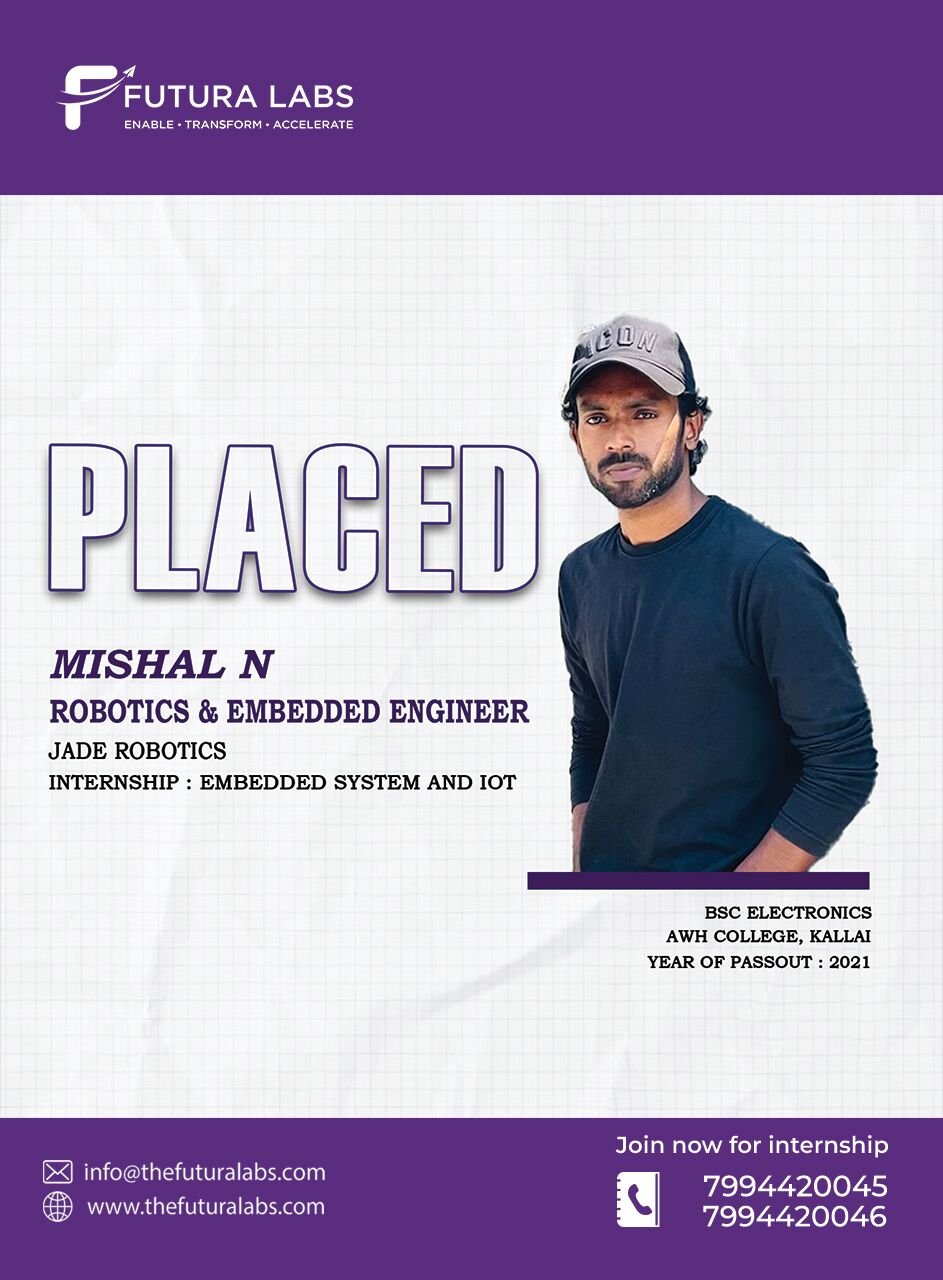 FUTURA LABS
ENABLE • TRANSFORM • ACCELERATE
ICON
PLACED
MISHAL N
ROBOTICS & EMBEDDED ENGINEER
JADE ROBOTICS
INTERNSHIP : EMBEDDED SYSTEM AND IOT
BSC ELECTRONICS
AWH COLLEGE, KALLAI
YEAR OF PASSOUT : 2021
info@thefuturalabs.com
www.thefuturalabs.com
Join now for internship
7994420045
7994420046